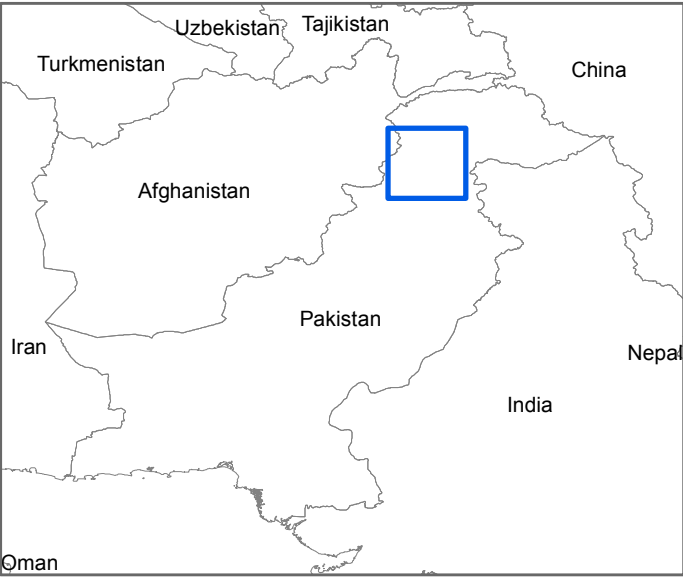 Uzbekistan
Tajikistan
Turkmenistan
China
Afghanistan
Pakistan
Iran
Nepal
India
Oman